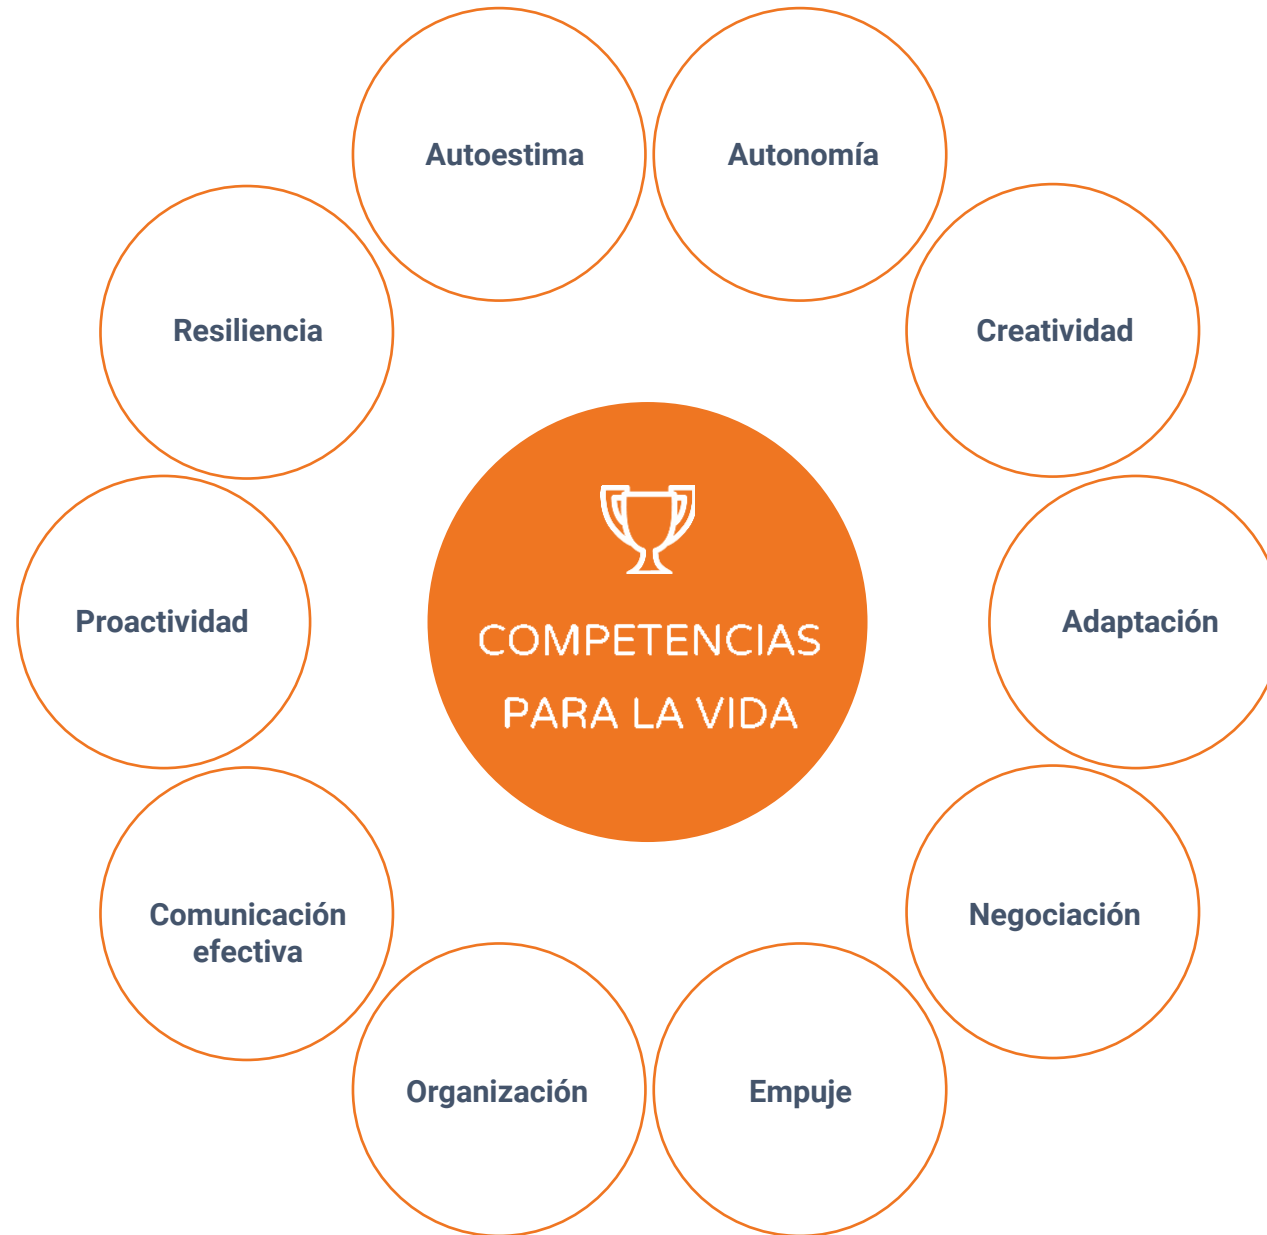 Autoestima
Autonomía
Resiliencia
Creatividad
COMPETENCIAS
PARA LA VIDA
Proactividad
Adaptación
Comunicación
efectiva
Negociación
Organización
Empuje